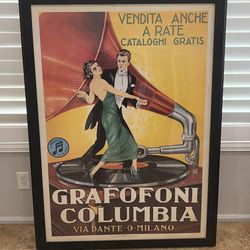 VENDITA ANCHE
A RATE
CATALOGHI GRATIS
GRAFOFONI
COLUMBIA
VIA DANTE·9·MILANO